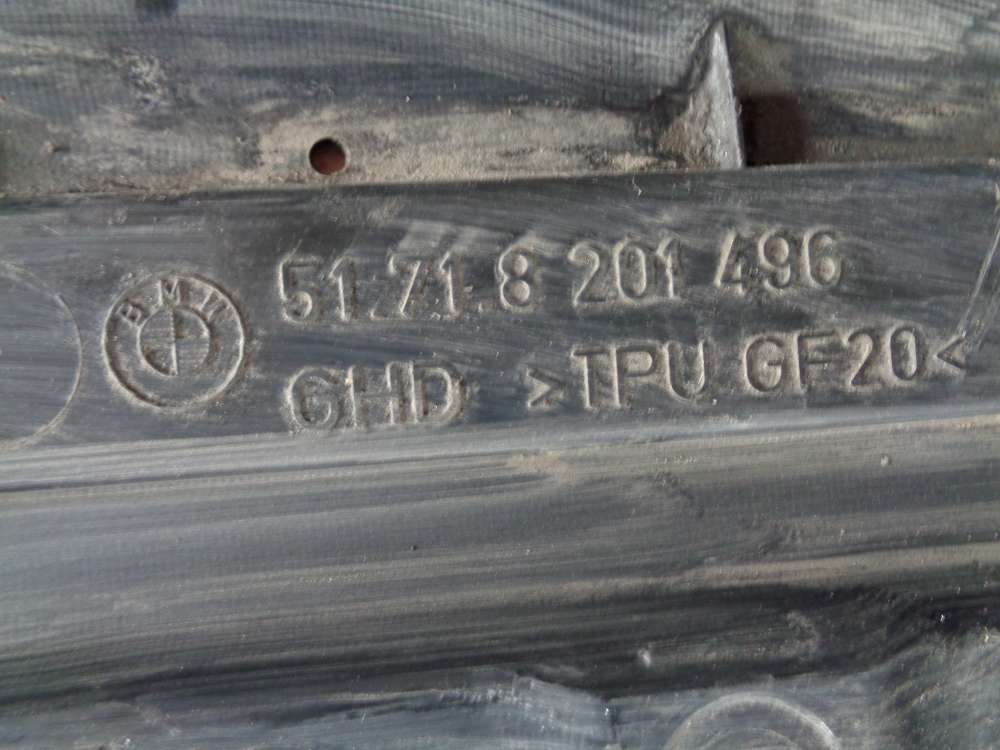 BMW
51.71.8 201 496
GHD >TPU GF20<